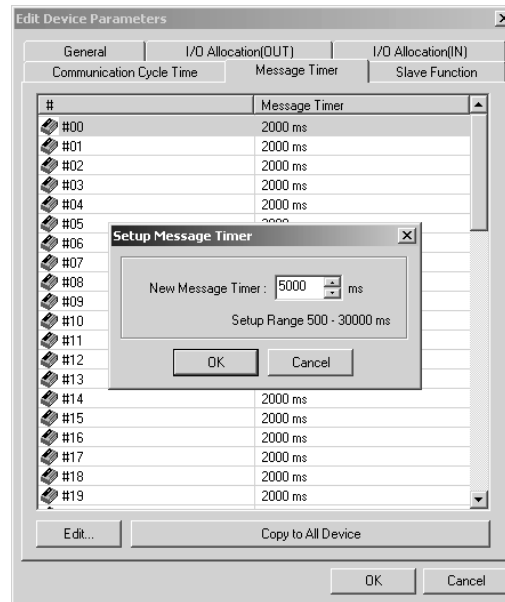 Edit Device Parameters
General I/O Allocation(OUT) I/O Allocation(IN)
Communication Cycle Time Message Timer Slave Function
# Message Timer
#00 2000 ms
#01 2000 ms
#02 2000 ms
#03 2000 ms
#04 2000 ms
#05
#06
#07
#08
#09
#10
#11
#12
#13
Setup Message Timer
New Message Timer : 5000 ms
Setup Range 500 - 30000 ms
OK Cancel
#14 2000 ms
#15 2000 ms
#16 2000 ms
#17 2000 ms
#18 2000 ms
#19 2000 ms
Edit... Copy to All Device
OK Cancel